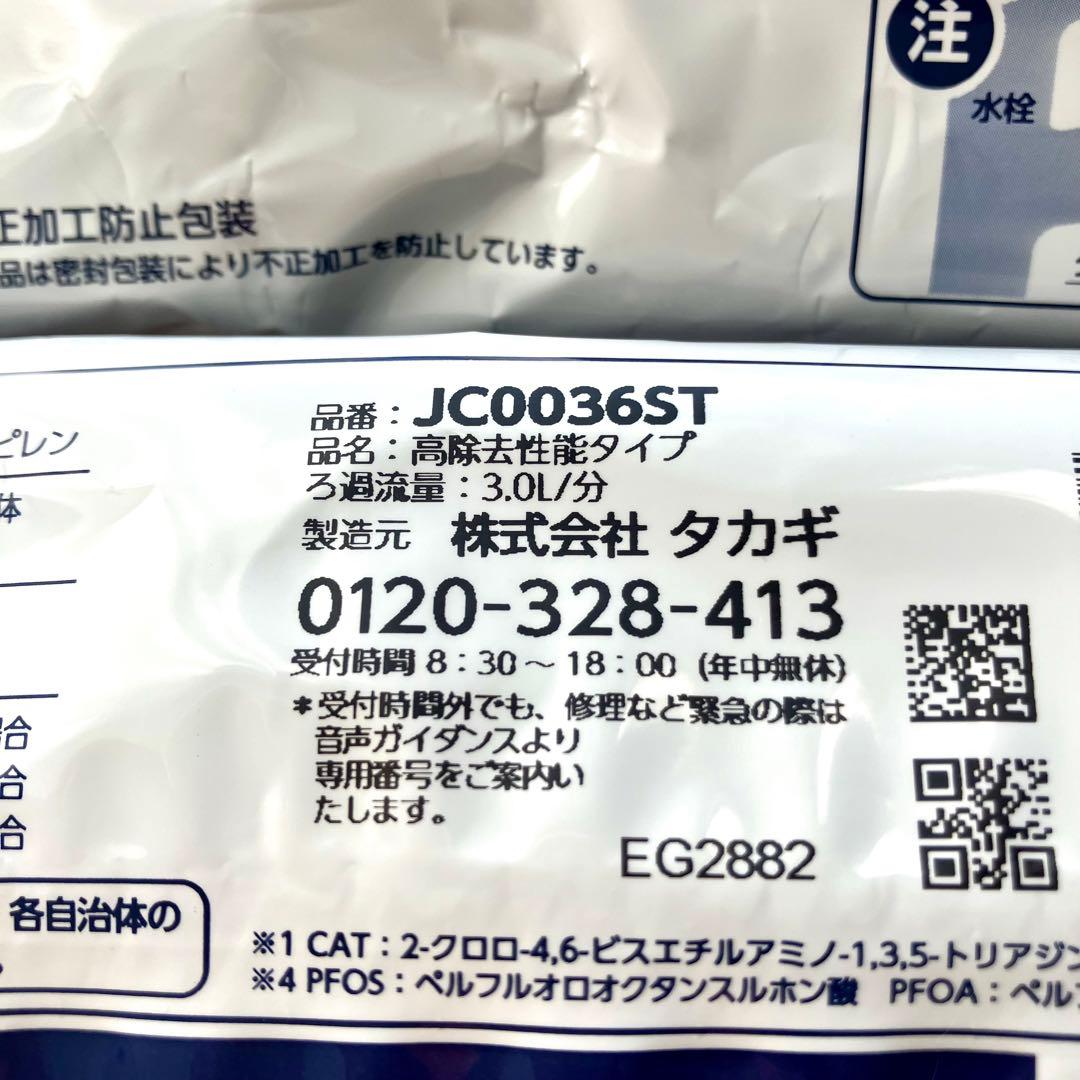 注
水栓
正加工防止包装
品は密封包装により不正加工を防止しています。
品番：JC0036ST
品名：高除去性能タイプ
ろ過流量：3.0L/分
製造元 株式会社 タカギ
0120-328-413
受付時間 8：30～18：00 (年中無休)
*受付時間外でも、修理など緊急の際は
音声ガイダンスより
専用番号をご案内い
たします。
EG2882
ピレン
体
合
合
合
各自治体の
※1 CAT：2-クロロ-4,6-ビスエチルアミノ-1,3,5-トリアジン
※4 PFOS：ペルフルオロオクタンスルホン酸 PFOA：ペル